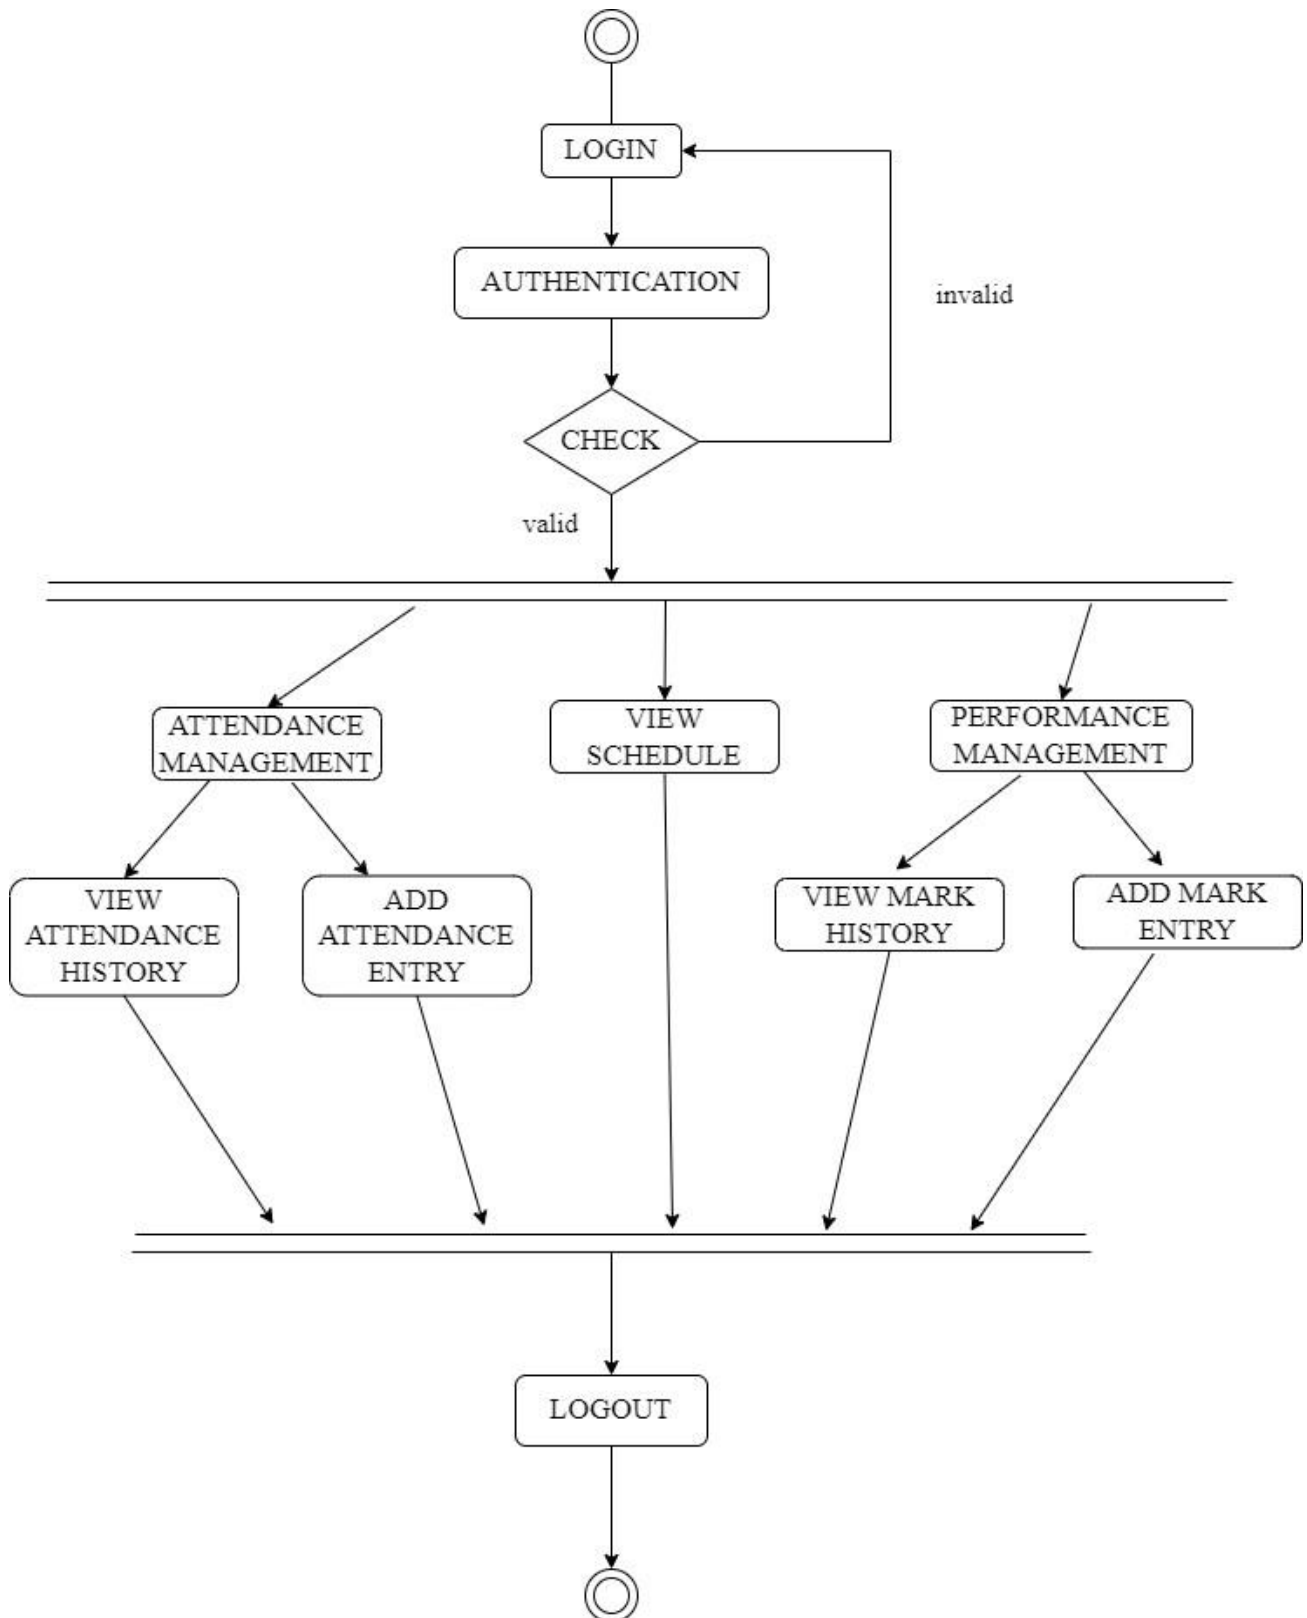 LOGIN
AUTHENTICATION
invalid
CHECK
valid
ATTENDANCE
MANAGEMENT
VIEW
SCHEDULE
PERFORMANCE
MANAGEMENT
VIEW
ATTENDANCE
HISTORY
ADD
ATTENDANCE
ENTRY
VIEW MARK
HISTORY
ADD MARK
ENTRY
LOGOUT